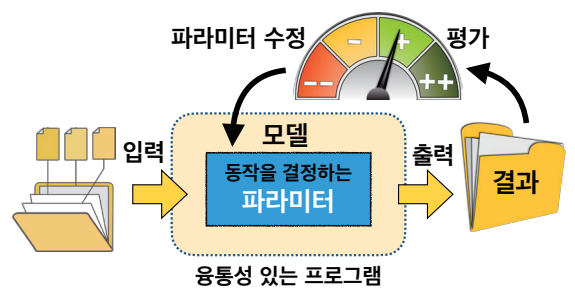 파라미터 수정
평가
--
-
+
++
모델
입력
동작을 결정하는
파라미터
출력
결과
융통성 있는 프로그램